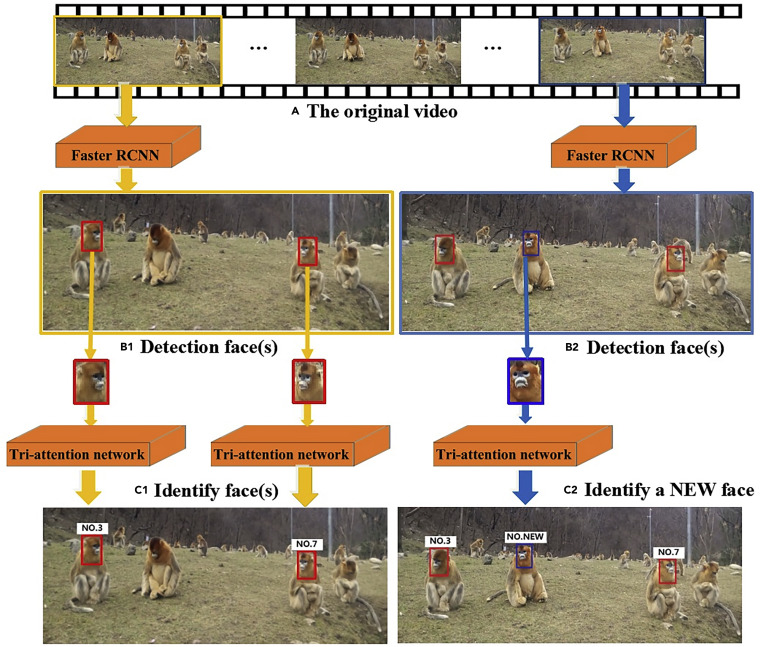 ... ...
A The original video
Faster RCNN Faster RCNN
B1 Detection face(s) B2 Detection face(s)
Tri-attention network Tri-attention network Tri-attention network
C1 Identify face(s) C2 Identify a NEW face
NO.3 NO.7 NO.3 NO.NEW NO.7